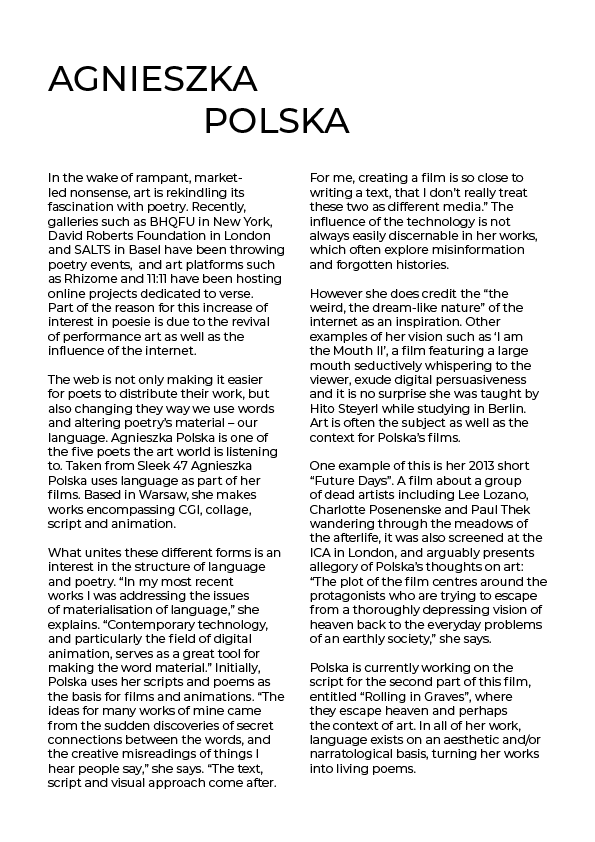 AGNIESZKA
POLSKA
In the wake of rampant, market-
led nonsense, art is rekindling its
fascination with poetry. Recently,
galleries such as BHQFU in New York,
David Roberts Foundation in London
and SALTS in Basel have been throwing
poetry events,  and art platforms such
as Rhizome and 11:11 have been hosting
online projects dedicated to verse.
Part of the reason for this increase of
interest in poesie is due to the revival
of performance art as well as the
influence of the internet.
The web is not only making it easier
for poets to distribute their work, but
also changing they way we use words
and altering poetry’s material – our
language. Agnieszka Polska is one of
the five poets the art world is listening
to. Taken from Sleek 47 Agnieszka
Polska uses language as part of her
films. Based in Warsaw, she makes
works encompassing CGI, collage,
script and animation.
What unites these different forms is an
interest in the structure of language
and poetry. “In my most recent
works I was addressing the issues
of materialisation of language,” she
explains. “Contemporary technology,
and particularly the field of digital
animation, serves as a great tool for
making the word material.” Initially,
Polska uses her scripts and poems as
the basis for films and animations. “The
ideas for many works of mine came
from the sudden discoveries of secret
connections between the words, and
the creative misreadings of things I
hear people say,” she says. “The text,
script and visual approach come after.
For me, creating a film is so close to
writing a text, that I don’t really treat
these two as different media.” The
influence of the technology is not
always easily discernable in her works,
which often explore misinformation
and forgotten histories.
However she does credit the “the
weird, the dream-like nature” of the
internet as an inspiration. Other
examples of her vision such as ‘I am
the Mouth II’, a film featuring a large
mouth seductively whispering to the
viewer, exude digital persuasiveness
and it is no surprise she was taught by
Hito Steyerl while studying in Berlin.
Art is often the subject as well as the
context for Polska’s films.
One example of this is her 2013 short
“Future Days”. A film about a group
of dead artists including Lee Lozano,
Charlotte Posenenske and Paul Thek
wandering through the meadows of
the afterlife, it was also screened at the
ICA in London, and arguably presents
allegory of Polska’s thoughts on art:
“The plot of the film centres around the
protagonists who are trying to escape
from a thoroughly depressing vision of
heaven back to the everyday problems
of an earthly society,” she says.
Polska is currently working on the
script for the second part of this film,
entitled “Rolling in Graves”, where
they escape heaven and perhaps
the context of art. In all of her work,
language exists on an aesthetic and/or
narratological basis, turning her works
into living poems.